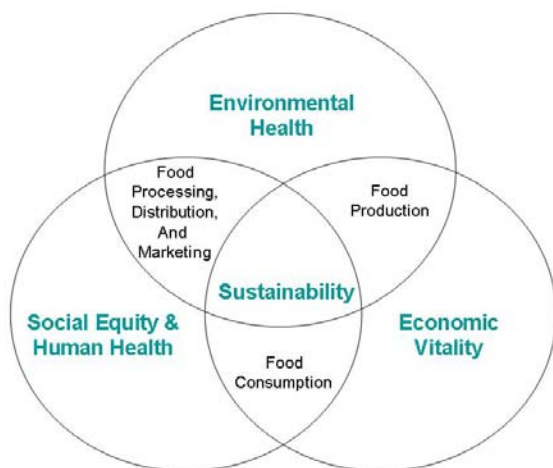 Environmental
Health
Food
Processing,
Distribution,
And
Marketing
Food
Production
Sustainability
Social Equity &
Human Health
Economic
Vitality
Food
Consumption